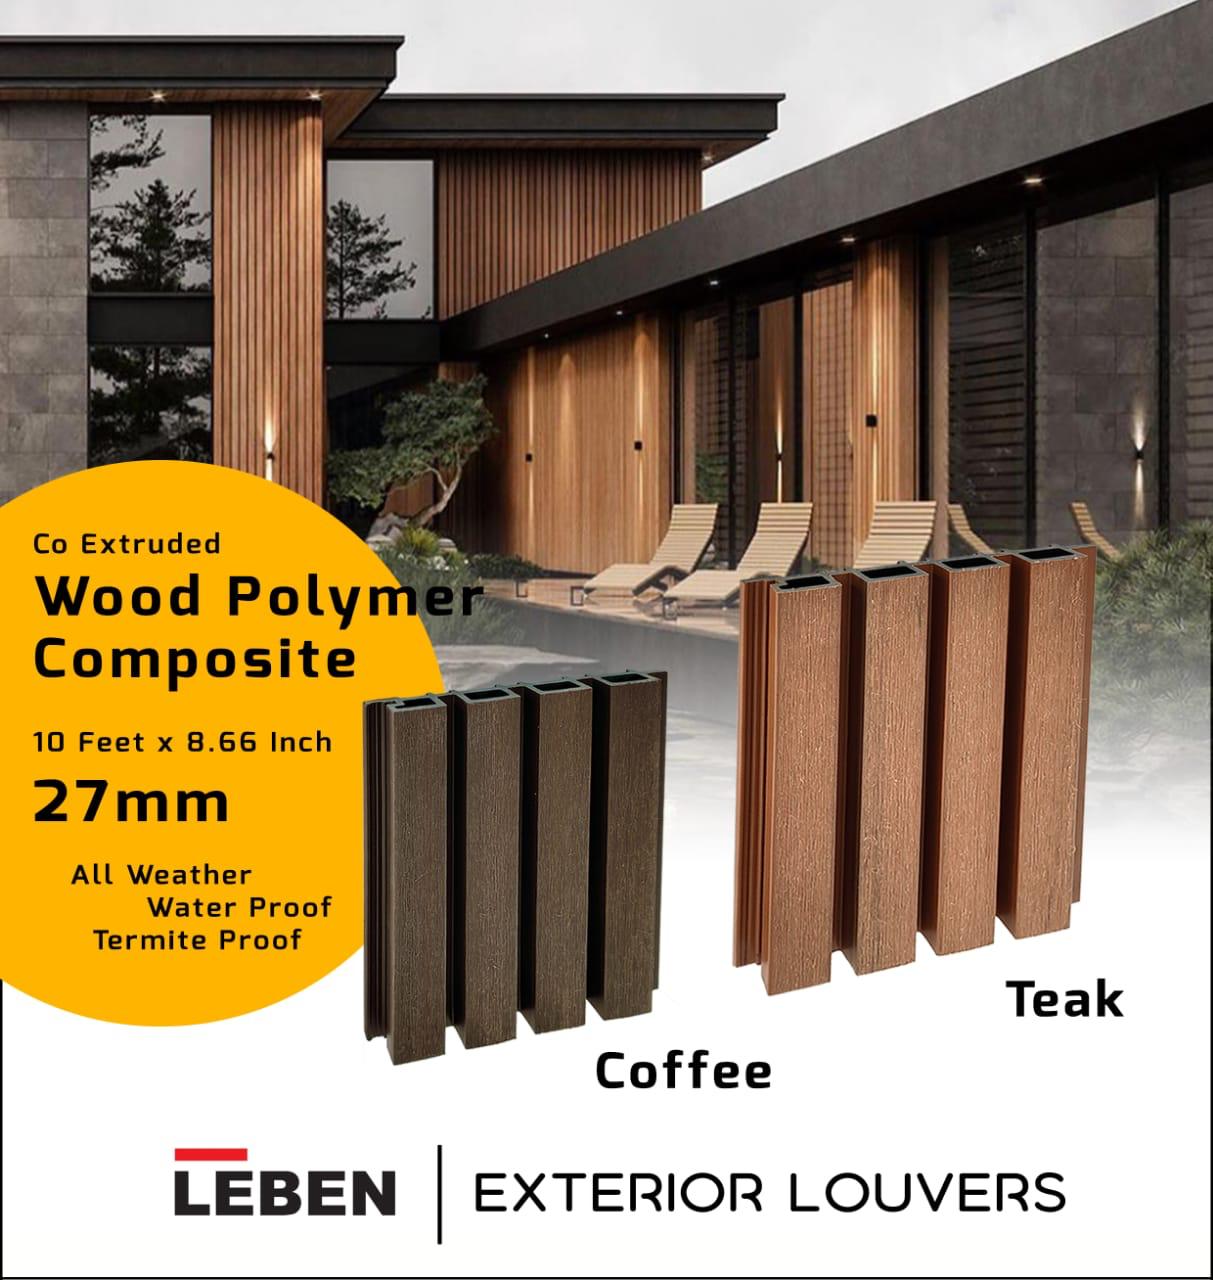 Co Extruded
Wood Polymer
Composite
10 Feet x 8.66 Inch
27mm
All Weather
Water Proof
Termite Proof
Teak
Coffee
LEBEN | EXTERIOR LOUVERS